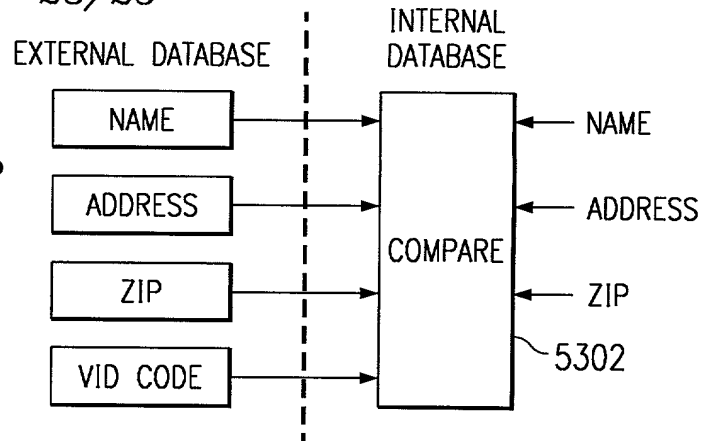 EXTERNAL DATABASE
INTERNAL
DATABASE
NAME
NAME
ADDRESS
ADDRESS
COMPARE
ZIP
ZIP
5302
VID CODE